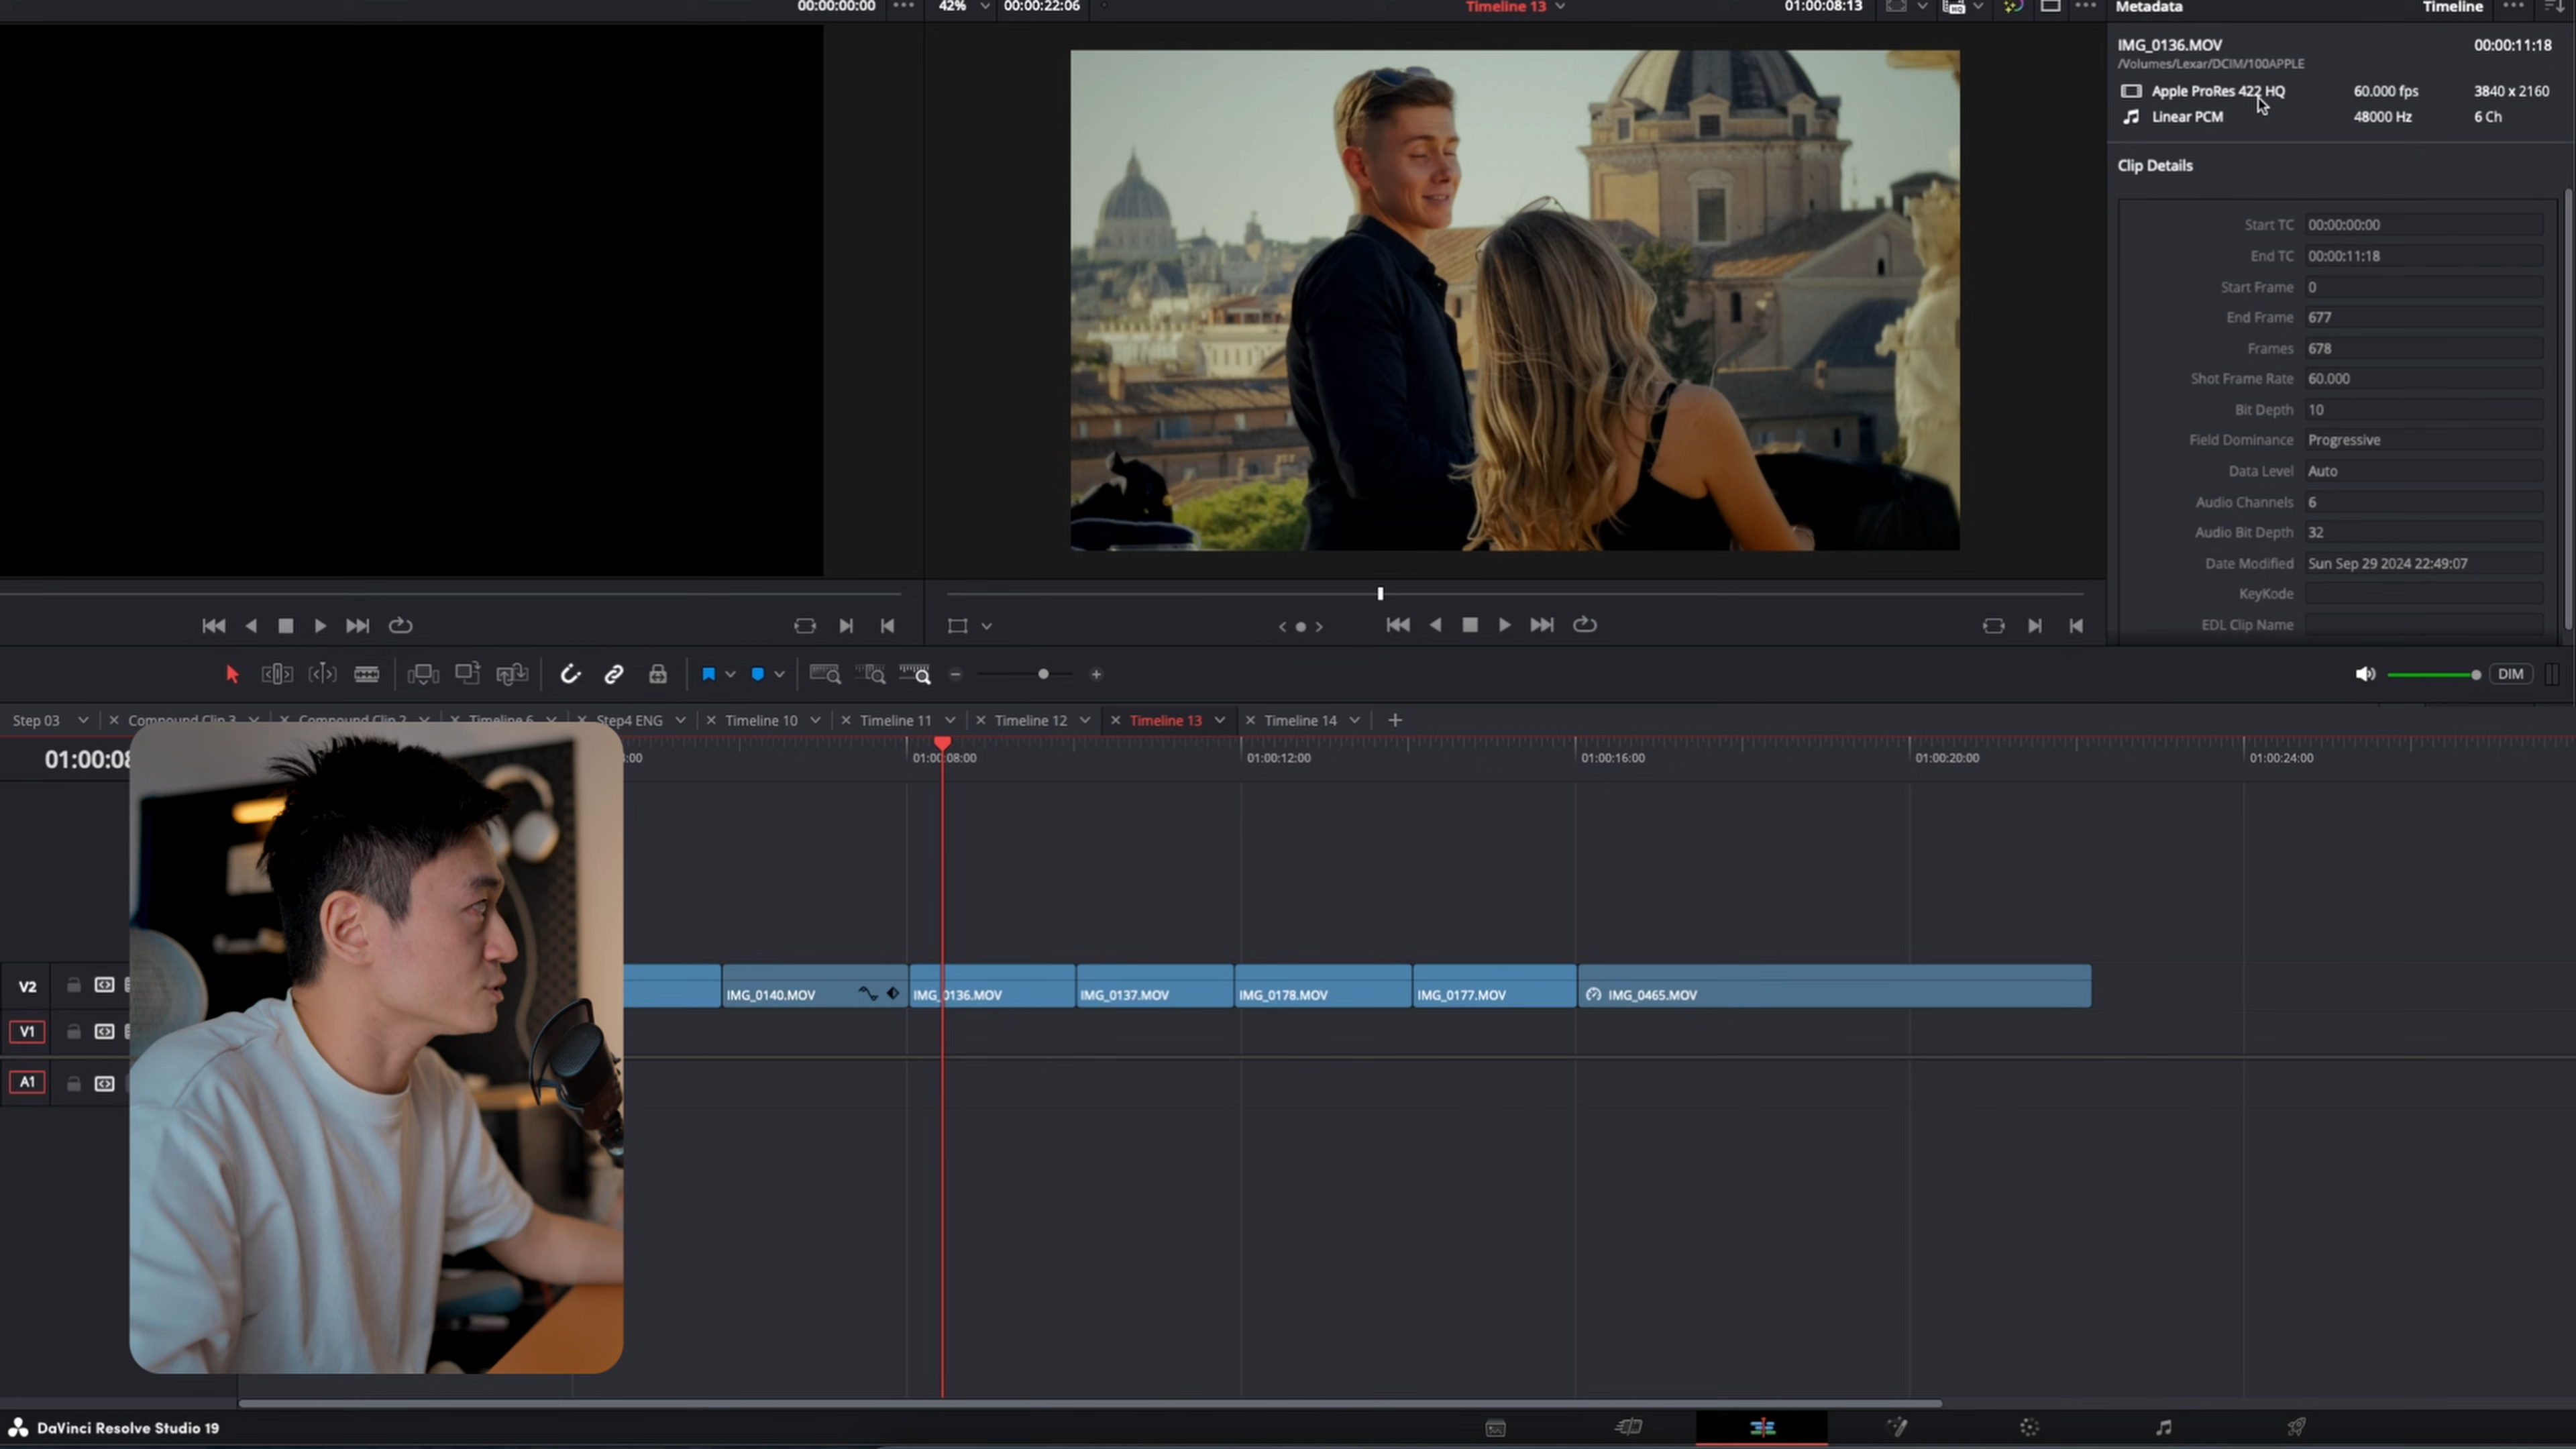 00:00:00:00
42%
00:00:22:06
Timeline 13
01:00:08:13
Metadata
Timeline
IMG_0136.MOV
00:00:11:18
/Volumes/Lexar/DCIM/100APPLE
Apple ProRes 422 HQ
60.000 fps
3840 x 2160
Linear PCM
48000 Hz
6 Ch
Clip Details
Start TC
00:00:00:00
End TC
00:00:11:18
Start Frame
0
End Frame
677
Frames
678
Shot Frame Rate
60.000
Bit Depth
10
Field Dominance
Progressive
Data Level
Auto
Audio Channels
6
Audio Bit Depth
32
Date Modified
Sun Sep 29 2024 22:49:07
KeyKode
EDL Clip Name
DIM
Step 03
Compound Clip 3
Compound Clip 2
Timeline 6
Step4 ENG
Timeline 10
Timeline 11
Timeline 12
Timeline 13
Timeline 14
01:00:08
:00
01:00:08:00
01:00:12:00
01:00:16:00
01:00:20:00
01:00:24:00
V2
IMG_0140.MOV
IMG_0136.MOV
IMG_0137.MOV
IMG_0178.MOV
IMG_0177.MOV
IMG_0465.MOV
V1
A1
DaVinci Resolve Studio 19